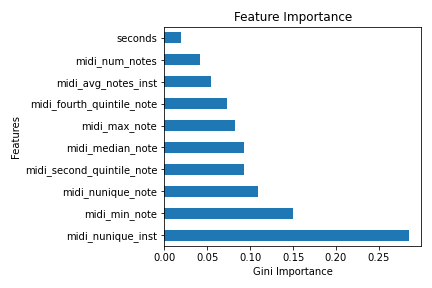 Feature Importance
Features
seconds
midi_num_notes
midi_avg_notes_inst
midi_fourth_quintile_note
midi_max_note
midi_median_note
midi_second_quintile_note
midi_nunique_note
midi_min_note
midi_nunique_inst
0.00 0.05 0.10 0.15 0.20 0.25
Gini Importance